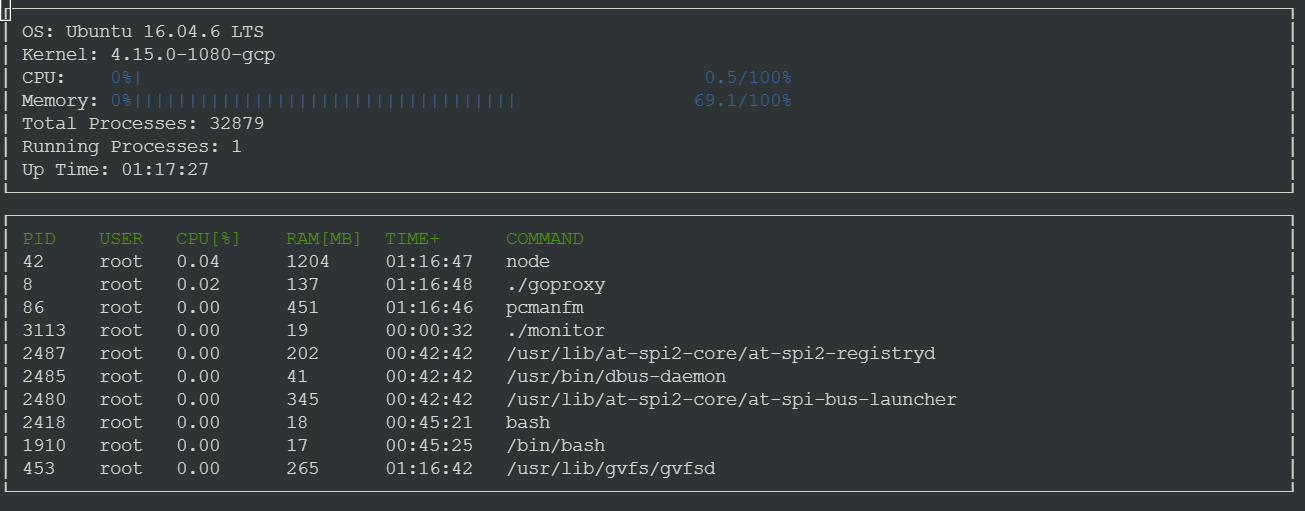 OS: Ubuntu 16.04.6 LTS
Kernel: 4.15.0-1080-gcp
CPU: 0%| 0.5/100%
Memory: 0%||||||||||||||||||||||||||||||||||| 69.1/100%
Total Processes: 32879
Running Processes: 1
Up Time: 01:17:27
PID USER CPU[%] RAM[MB] TIME+ COMMAND
42 root 0.04 1204 01:16:47 node
8 root 0.02 137 01:16:48 ./goproxy
86 root 0.00 451 01:16:46 pcmanfm
3113 root 0.00 19 00:00:32 ./monitor
2487 root 0.00 202 00:42:42 /usr/lib/at-spi2-core/at-spi2-registryd
2485 root 0.00 41 00:42:42 /usr/bin/dbus-daemon
2480 root 0.00 345 00:42:42 /usr/lib/at-spi2-core/at-spi-bus-launcher
2418 root 0.00 18 00:45:21 bash
1910 root 0.00 17 00:45:25 /bin/bash
453 root 0.00 265 01:16:42 /usr/lib/gvfs/gvfsd